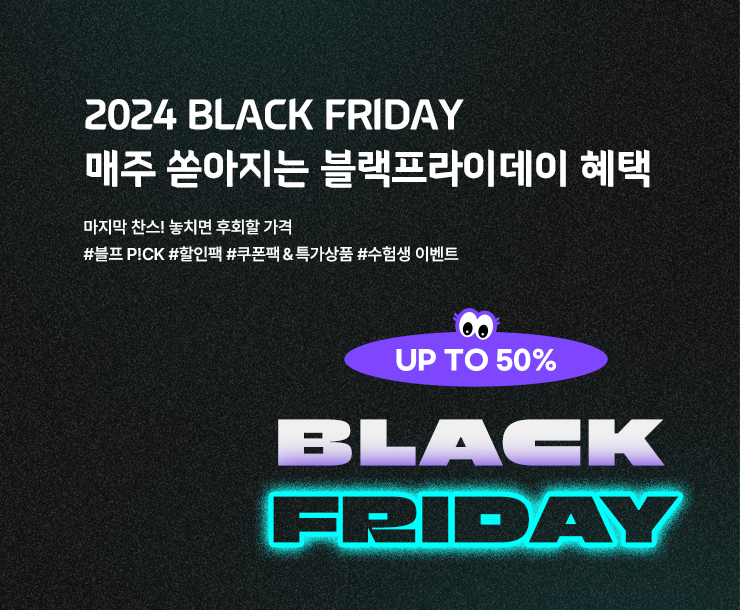 2024 BLACK FRIDAY
매주 쏟아지는 블랙프라이데이 혜택
마지막 찬스! 놓치면 후회할 가격
#블프 P!CK #할인팩 #쿠폰팩&특가상품 #수험생 이벤트
UP TO 50%
BLACK
FRIDAY